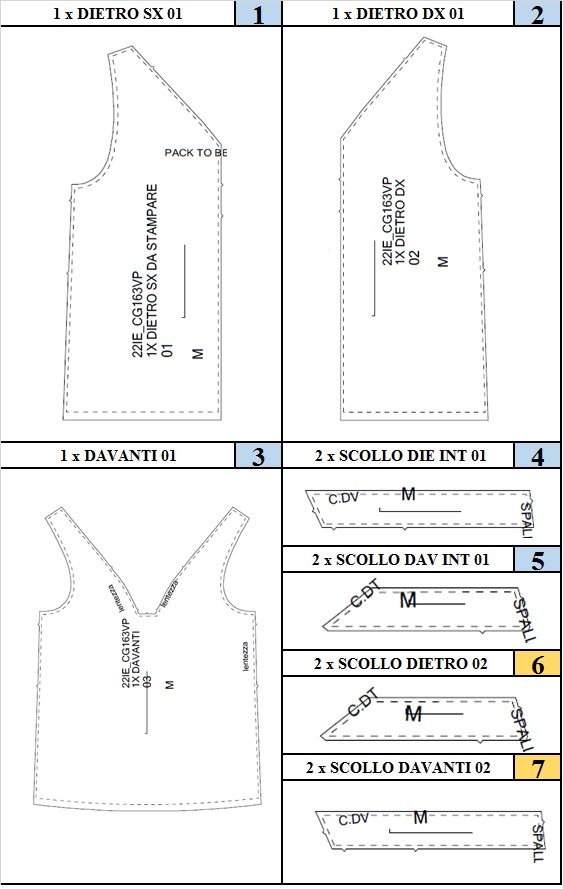 1 x DIETRO SX 01
1
PACK TO BE
22IE_CG163VP
1X DIETRO SX DA STAMPARE
01
M
1 x DIETRO DX 01
2
22IE_CG163VP
1X DIETRO DX
02
M
1 x DAVANTI 01
3
lentezza
lentezza
lentezza
22IE_CG163VP
1X DAVANTI
03
M
2 x SCOLLO DIE INT 01
4
C.DV
M
SPALI
2 x SCOLLO DAV INT 01
5
C.DT
M
SPALI
2 x SCOLLO DIETRO 02
6
C.DT
M
SPALI
2 x SCOLLO DAVANTI 02
7
C.DV
M
SPALL